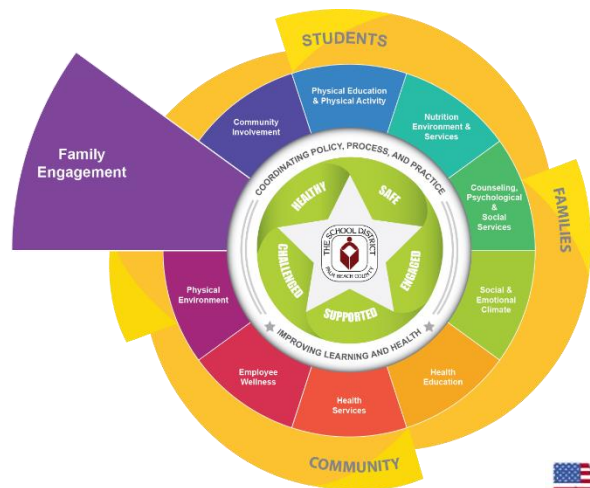 STUDENTS
Physical Education
& Physical Activity
Nutrition
Environment &
Services
Counseling,
Psychological
&
Social
Services
FAMILIES
Social &
Emotional
Climate
Health
Education
Health
Services
COMMUNITY
Employee
Wellness
Physical
Environment
Family
Engagement
Community
Involvement
COORDINATING POLICY, PROCESS, AND PRACTICE
IMPROVING LEARNING AND HEALTH
HEALTHY
SAFE
ENGAGED
SUPPORTED
CHALLENGED
THE SCHOOL DISTRICT
PALM BEACH COUNTY